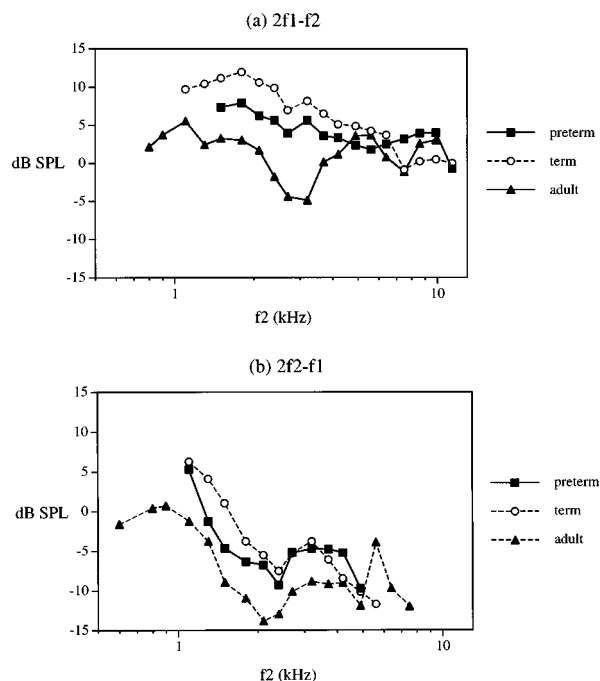 (a) 2f1-f2
15
10
5
0
-5
-10
-15
dB SPL
1
10
f2 (kHz)
preterm
term
adult
(b) 2f2-f1
15
10
5
0
-5
-10
-15
dB SPL
1
10
f2 (kHz)
preterm
term
adult